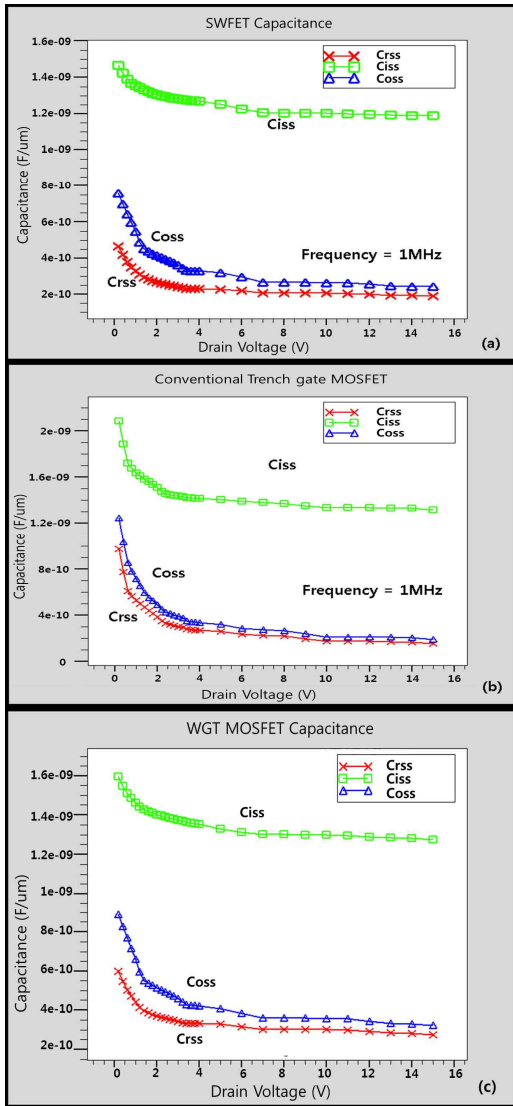 SWFET Capacitance
1.6e-09
1.4e-09
1.2e-09
1e-09
8e-10
6e-10
4e-10
2e-10
Capacitance (F/um)
Crss
Ciss
Coss
Ciss
Coss
Crss
Frequency = 1MHz
0 2 4 6 8 10 12 14 16
Drain Voltage (V)
(a)
Conventional Trench gate MOSFET
2e-09
1.6e-09
1.2e-09
8e-10
4e-10
0
Capacitance (F/um)
Crss
Ciss
Coss
Ciss
Coss
Crss
Frequency = 1MHz
0 2 4 6 8 10 12 14 16
Drain Voltage (V)
(b)
WGT MOSFET Capacitance
1.6e-09
1.4e-09
1.2e-09
1e-09
8e-10
6e-10
4e-10
2e-10
Capacitance (F/um)
Crss
Ciss
Coss
Ciss
Coss
Crss
0 2 4 6 8 10 12 14 16
Drain Voltage (V)
(c)